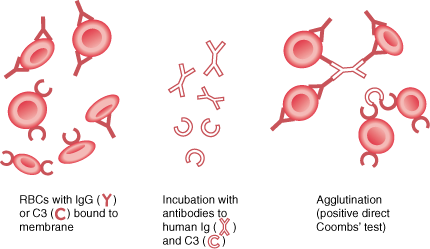 RBCs with IgG (Y)
or C3 (C) bound to
membrane
Incubation with
antibodies to
human Ig ( )
and C3 (C)
Agglutination
(positive direct
Coombs' test)